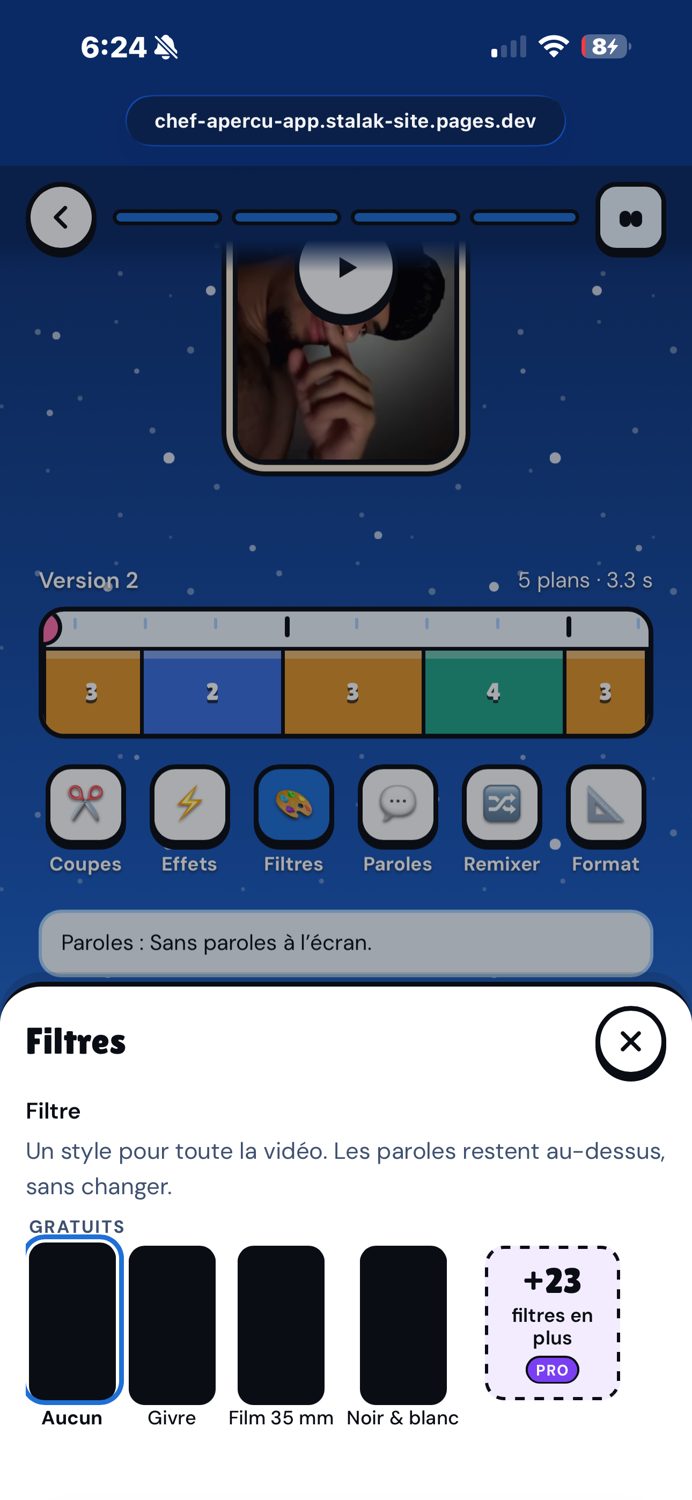 6:24
8
chef-apercu-app.stalak-site.pages.dev
Version 2
5 plans · 3.3 s
3
2
3
4
3
Coupes
Effets
Filtres
Paroles
Remixer
Format
Paroles : Sans paroles à l’écran.
Filtres
Filtre
Un style pour toute la vidéo. Les paroles restent au-dessus,
sans changer.
GRATUITS
+23
filtres en
plus
PRO
Aucun
Givre
Film 35 mm
Noir & blanc